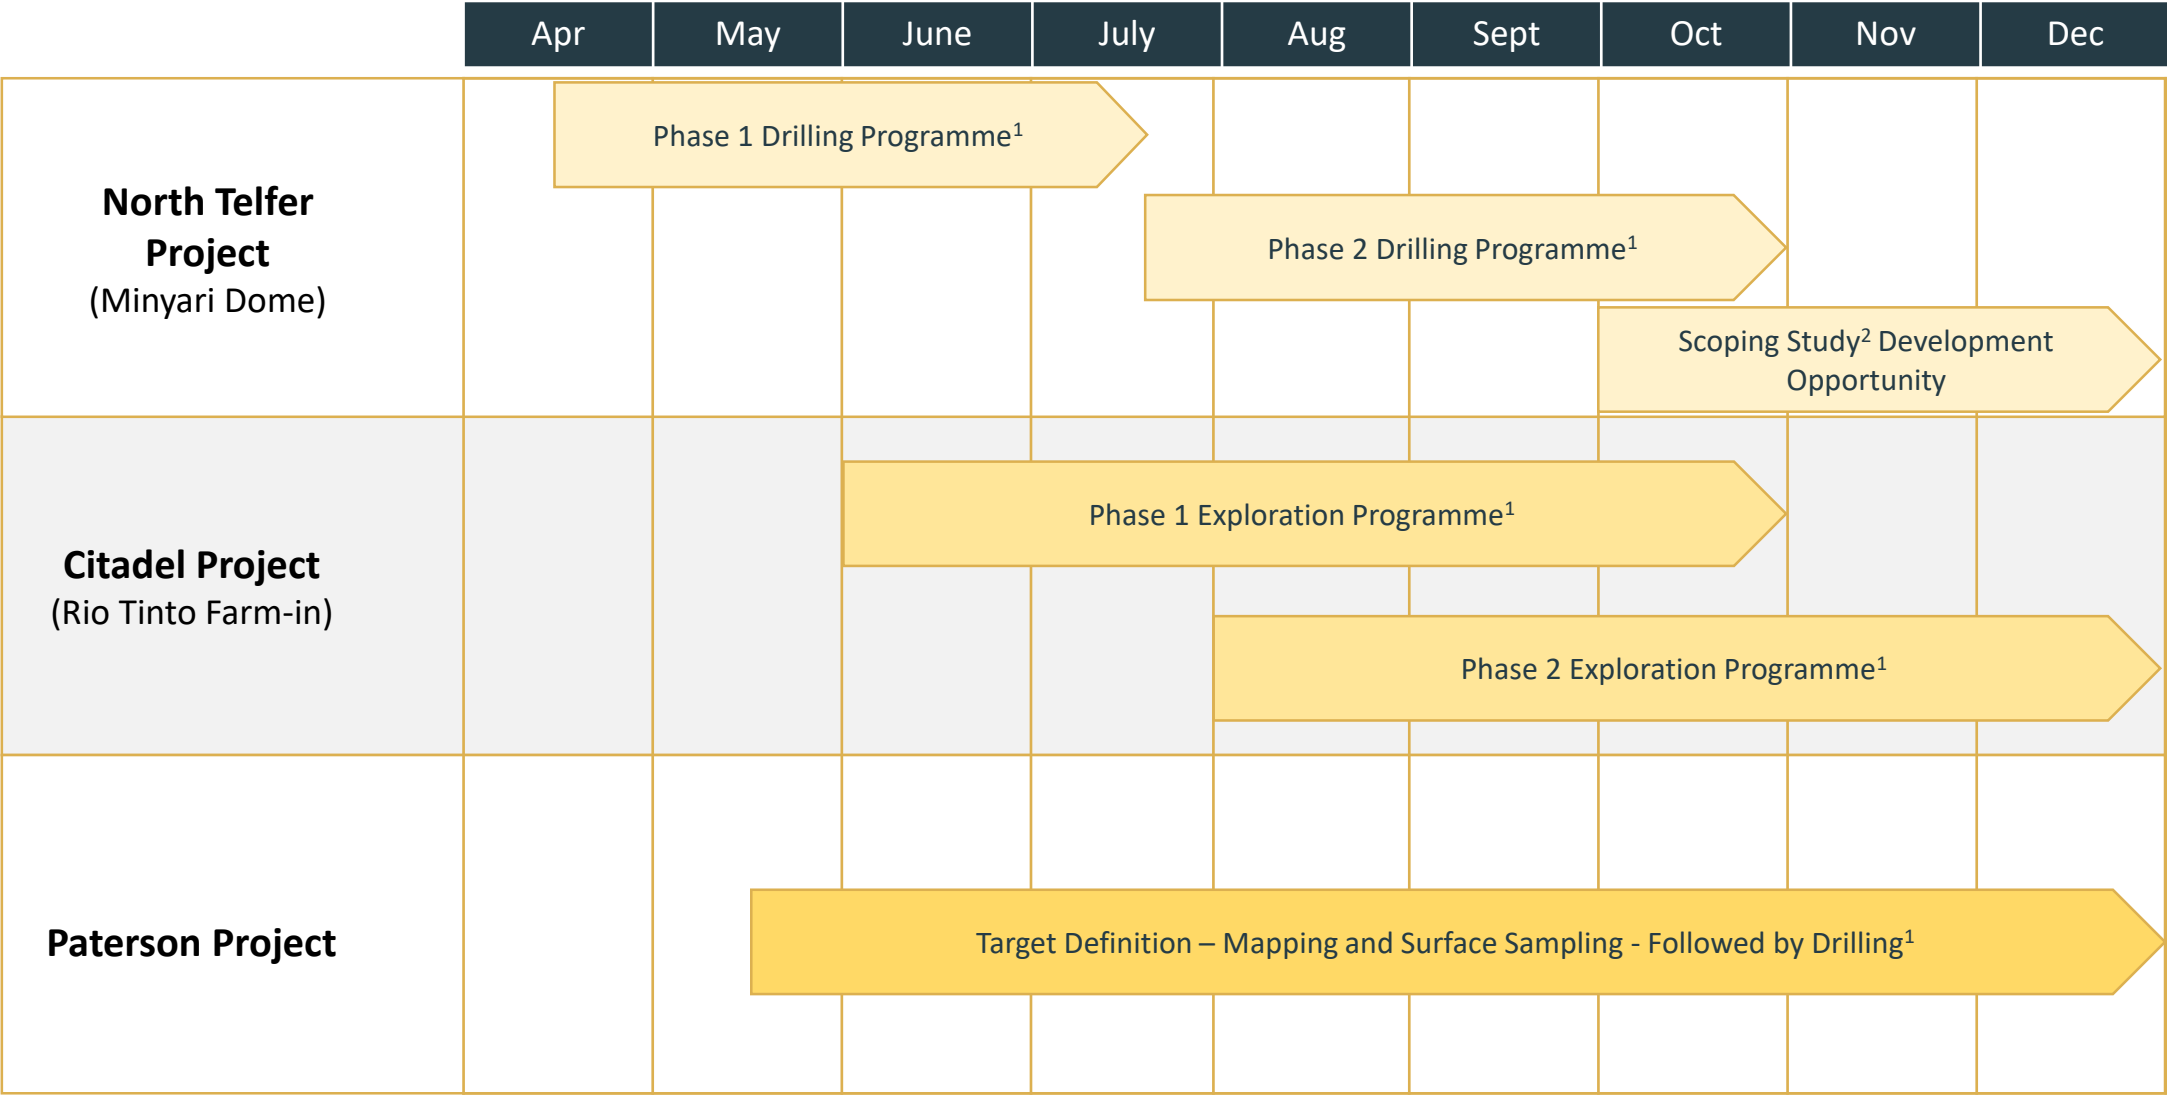 Apr May June July Aug Sept Oct Nov Dec
North Telfer
Project
(Minyari Dome)
Phase 1 Drilling Programme¹
Phase 2 Drilling Programme¹
Scoping Study² Development
Opportunity
Citadel Project
(Rio Tinto Farm-in)
Phase 1 Exploration Programme¹
Phase 2 Exploration Programme¹
Paterson Project
Target Definition – Mapping and Surface Sampling - Followed by Drilling¹